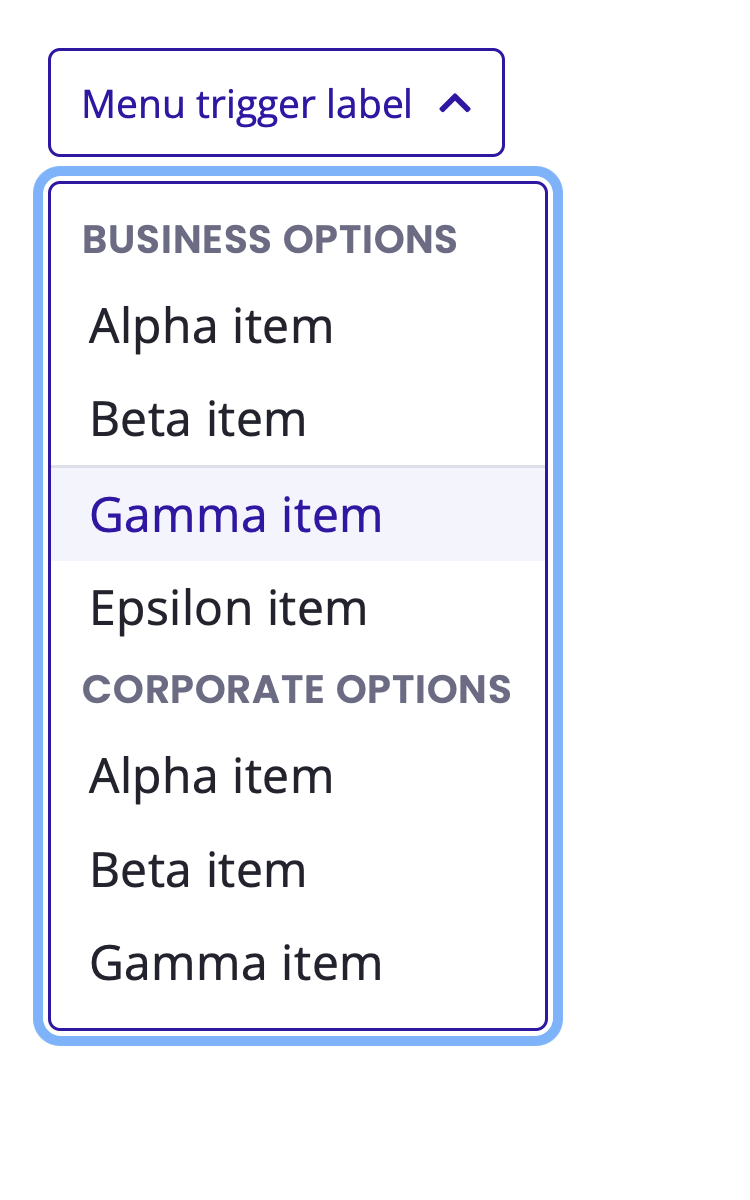 Menu trigger label
BUSINESS OPTIONS
Alpha item
Beta item
Gamma item
Epsilon item
CORPORATE OPTIONS
Alpha item
Beta item
Gamma item